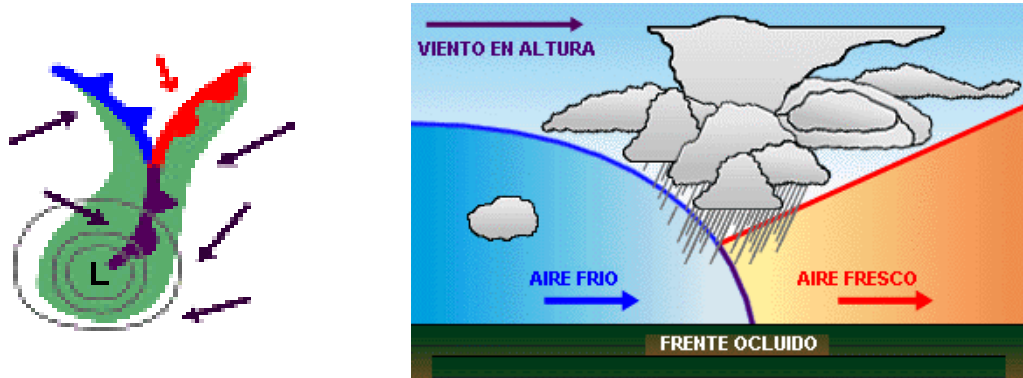 VIENTO EN ALTURA
L
AIRE FRIO
AIRE FRESCO
FRENTE OCLUIDO